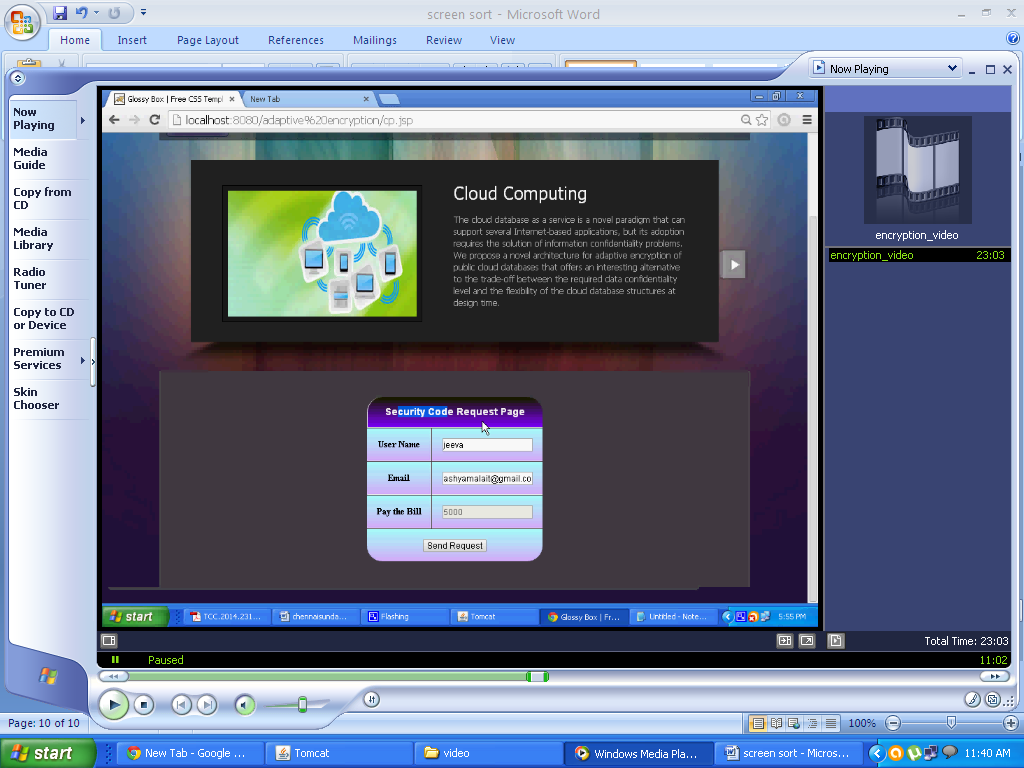 screen sort - Microsoft Word
Home Insert Page Layout References Mailings Review View
Now Playing
Now Playing
Media Guide
Copy from CD
Media Library
Radio Tuner
Copy to CD or Device
Premium Services
Skin Chooser
Glossy Box | Free CSS Templ New Tab
localhost:8080/adaptive%20encryption/cp.jsp
Cloud Computing
The cloud database as a service is a novel paradigm that can
support several Internet-based applications, but its adoption
requires the solution of information confidentiality problems.
We propose a novel architecture for adaptive encryption of
public cloud databases that offers an interesting alternative
to the trade-off between the required data confidentiality
level and the flexibility of the cloud database structures at
design time.
Security Code Request Page
User Name jeeva
Email ashyamalait@gmail.co
Pay the Bill 5000
Send Request
start TCC.2014.231... chennaisunda... Flashing Tomcat Glossy Box | Fr... Untitled - Note... 5:55 PM
encryption_video
encryption_video 23:03
Total Time: 23:03
Paused 11:02
Page: 10 of 10 100%
start New Tab - Google ... Tomcat video Windows Media Pla... screen sort - Micros... 11:40 AM